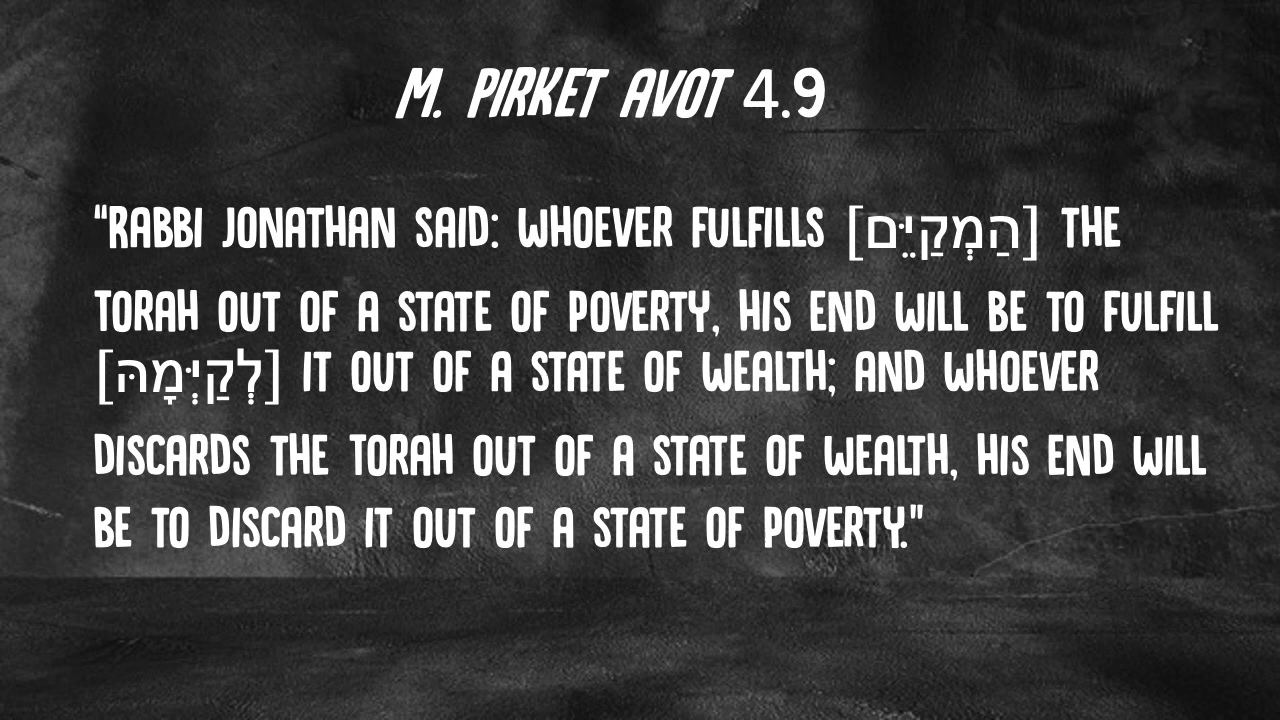 M. PIRKET AVOT 4.9
"RABBI JONATHAN SAID: WHOEVER FULFILLS [הַמְקַיֵּם] THE
TORAH OUT OF A STATE OF POVERTY, HIS END WILL BE TO FULFILL
[לְקַיְּמָהּ] IT OUT OF A STATE OF WEALTH; AND WHOEVER
DISCARDS THE TORAH OUT OF A STATE OF WEALTH, HIS END WILL
BE TO DISCARD IT OUT OF A STATE OF POVERTY."